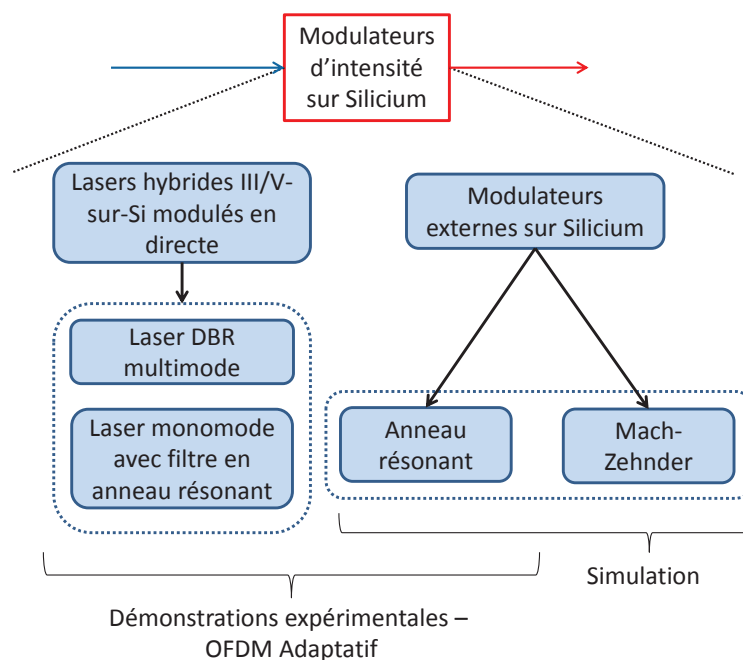 Modulateurs
d'intensité
sur Silicium
Lasers hybrides III/V-
sur-Si modulés en
directe
Modulateurs
externes sur Silicium
Laser DBR
multimode
Laser monomode
avec filtre en
anneau résonant
Anneau
résonant
Mach-
Zehnder
Simulation
Démonstrations expérimentales –
OFDM Adaptatif